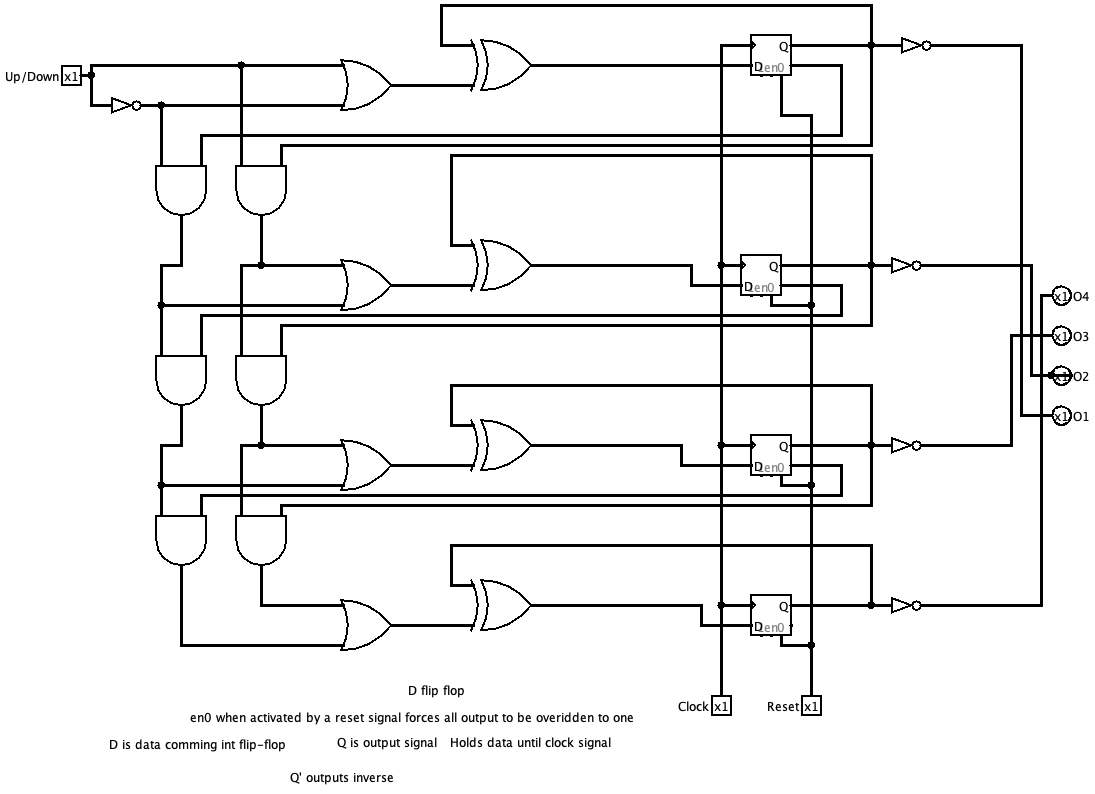 Up/Down x1
Q
D en0
Q
D en0
x1 O4
x1 O3
x1 O2
x1 O1
Q
D en0
Q
D en0
Clock x1 Reset x1
D flip flop
en0 when activated by a reset signal forces all output to be overidden to one
D is data comming int flip-flop
Q is output signal Holds data until clock signal
Q' outputs inverse